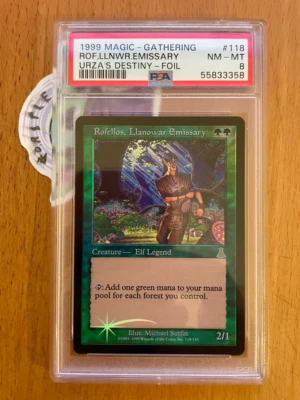 1999 MAGIC - GATHERING #118
ROF.LLNWR.EMISSARY NM - MT
URZA'S DESTINY - FOIL 8
PSA 55833358
Rofellos, Llanowar Emissary
Creature — Elf Legend
: Add one green mana to your mana
pool for each forest you control.
Illus. Michael Sutfin
2/1